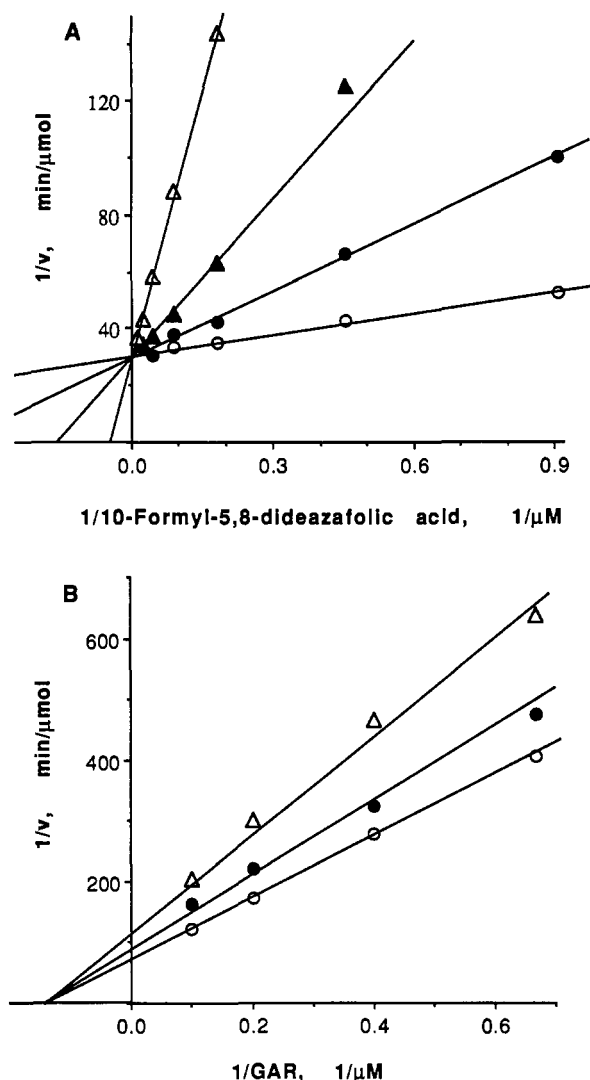 A
120
80
40
1/v, min/μmol
0.0 0.3 0.6 0.9
1/10-Formyl-5,8-dideazafolic acid, 1/μM
B
600
400
200
1/v, min/μmol
0.0 0.2 0.4 0.6
1/GAR, 1/μM